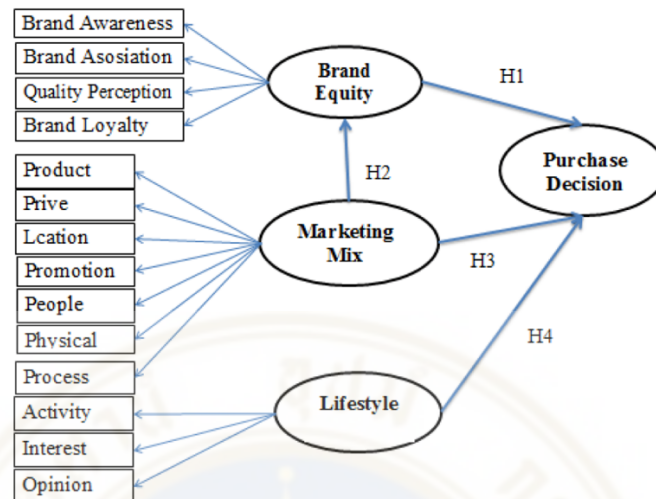 Brand Awareness
Brand Asosiation
Quality Perception
Brand Loyalty
Brand
Equity
H1
Purchase
Decision
H2
Product
Prive
Lcation
Promotion
People
Physical
Process
Marketing
Mix
H3
H4
Activity
Interest
Opinion
Lifestyle